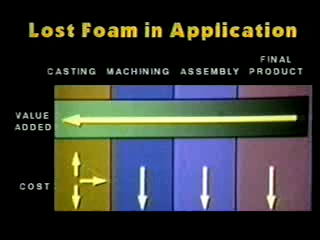 Lost Foam in Application
FINAL
CASTING MACHINING ASSEMBLY PRODUCT
VALUE
ADDED
COST